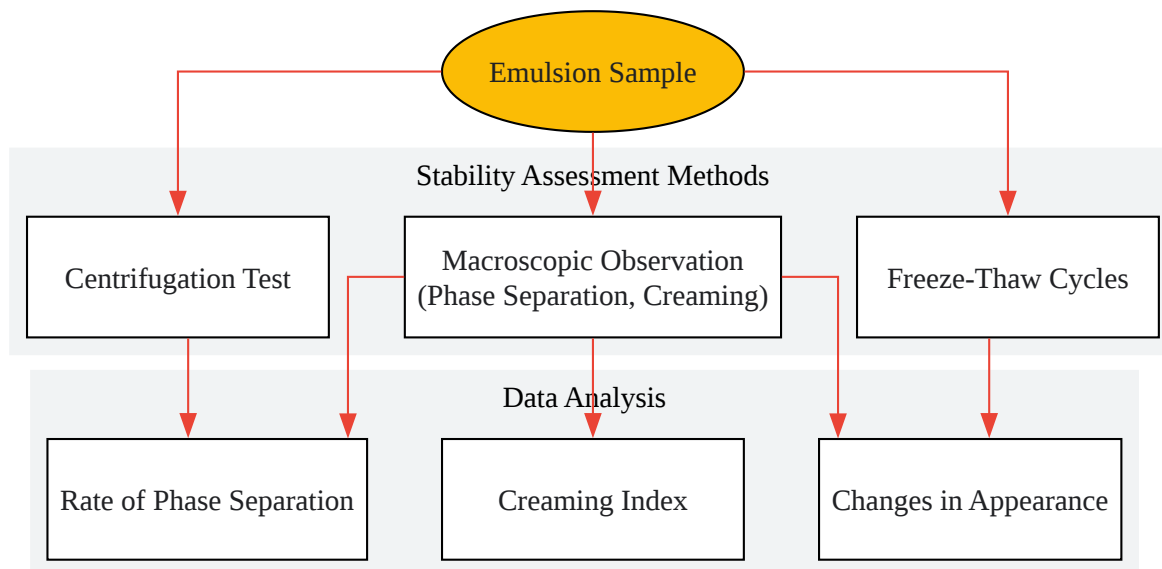 Emulsion Sample
Stability Assessment Methods
Centrifugation Test
Macroscopic Observation
(Phase Separation, Creaming)
Freeze-Thaw Cycles
Data Analysis
Rate of Phase Separation
Creaming Index
Changes in Appearance